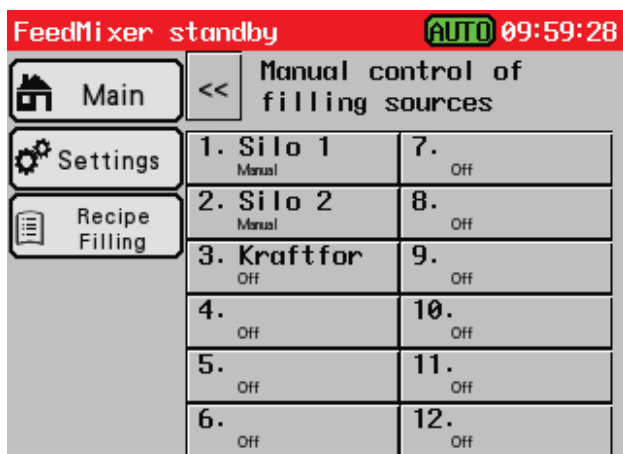 FeedMixer standby AUTO 09:59:28
Main
Settings
Recipe
Filling
<< Manual control of
filling sources
1. Silo 1
Manual
2. Silo 2
Manual
3. Kraftfor
Off
4.
Off
5.
Off
6.
Off
7.
Off
8.
Off
9.
Off
10.
Off
11.
Off
12.
Off